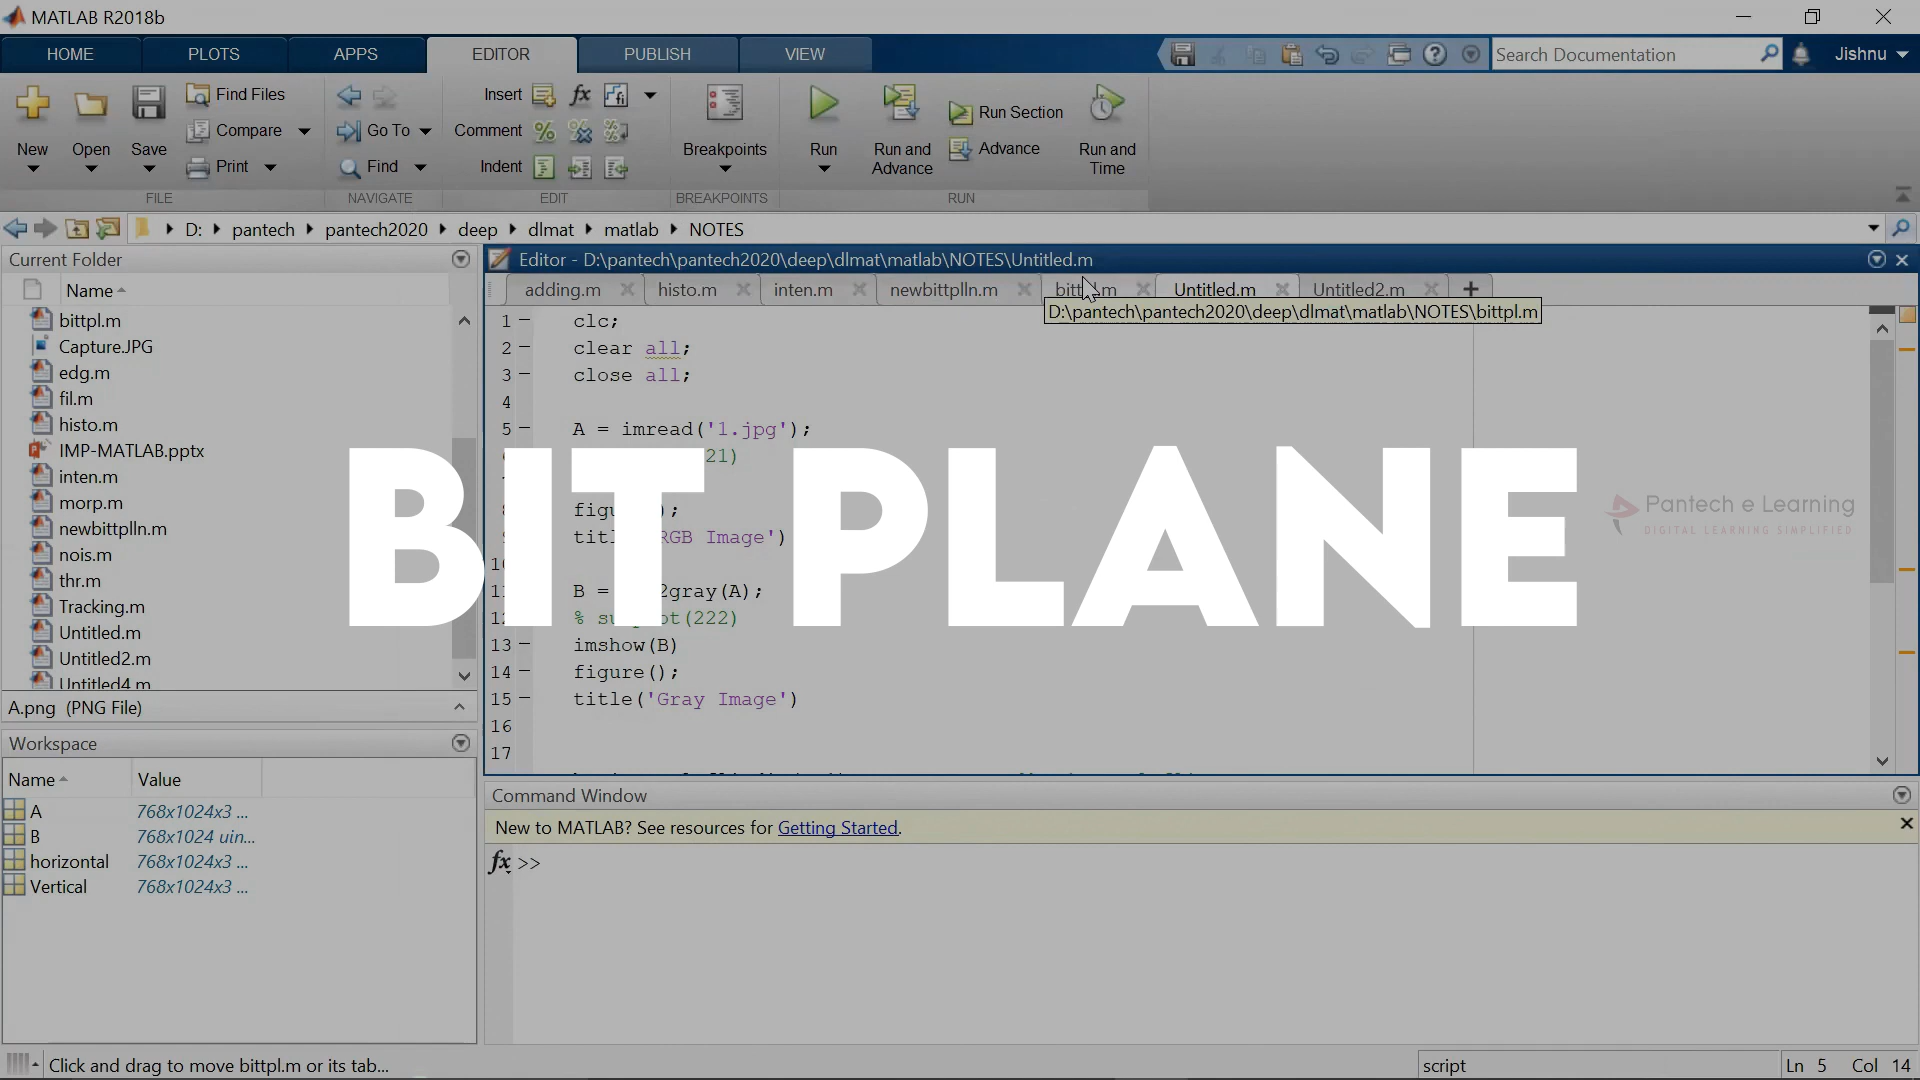 MATLAB R2018b
HOME PLOTS APPS EDITOR PUBLISH VIEW
Search Documentation
Jishnu
New Open Save
Find Files
Compare
Print
FILE
Go To
Find
NAVIGATE
Insert fx
Comment
Indent
EDIT
Breakpoints
BREAKPOINTS
Run
Run and Advance
Run Section
Advance
Run and Time
RUN
D: pantech pantech2020 deep dlmat matlab NOTES
Current Folder
Name
bittpl.m
Capture.JPG
edg.m
fil.m
histo.m
IMP-MATLAB.pptx
inten.m
morp.m
newbittplln.m
nois.m
thr.m
Tracking.m
Untitled.m
Untitled2.m
Untitled4.m
A.png (PNG File)
Workspace
Name Value
A 768x1024x3 ...
B 768x1024 uin...
horizontal 768x1024x3 ...
Vertical 768x1024x3 ...
Editor - D:\pantech\pantech2020\deep\dlmat\matlab\NOTES\Untitled.m
adding.m histo.m inten.m newbittplln.m Untitled.m Untitled2.m
D:\pantech\pantech2020\deep\dlmat\matlab\NOTES\bittpl.m
1 clc;
2 clear all;
3 close all;
4
5 A = imread('1.jpg');
21)
RGB Image')
B = 2gray(A);
12 (222)
13 imshow(B)
14 figure();
15 title('Gray Image')
16
17
BIT PLANE
Pantech e Learning
DIGITAL LEARNING SIMPLIFIED
Command Window
New to MATLAB? See resources for Getting Started.
fx >>
Click and drag to move bittpl.m or its tab...
script
Ln 5 Col 14